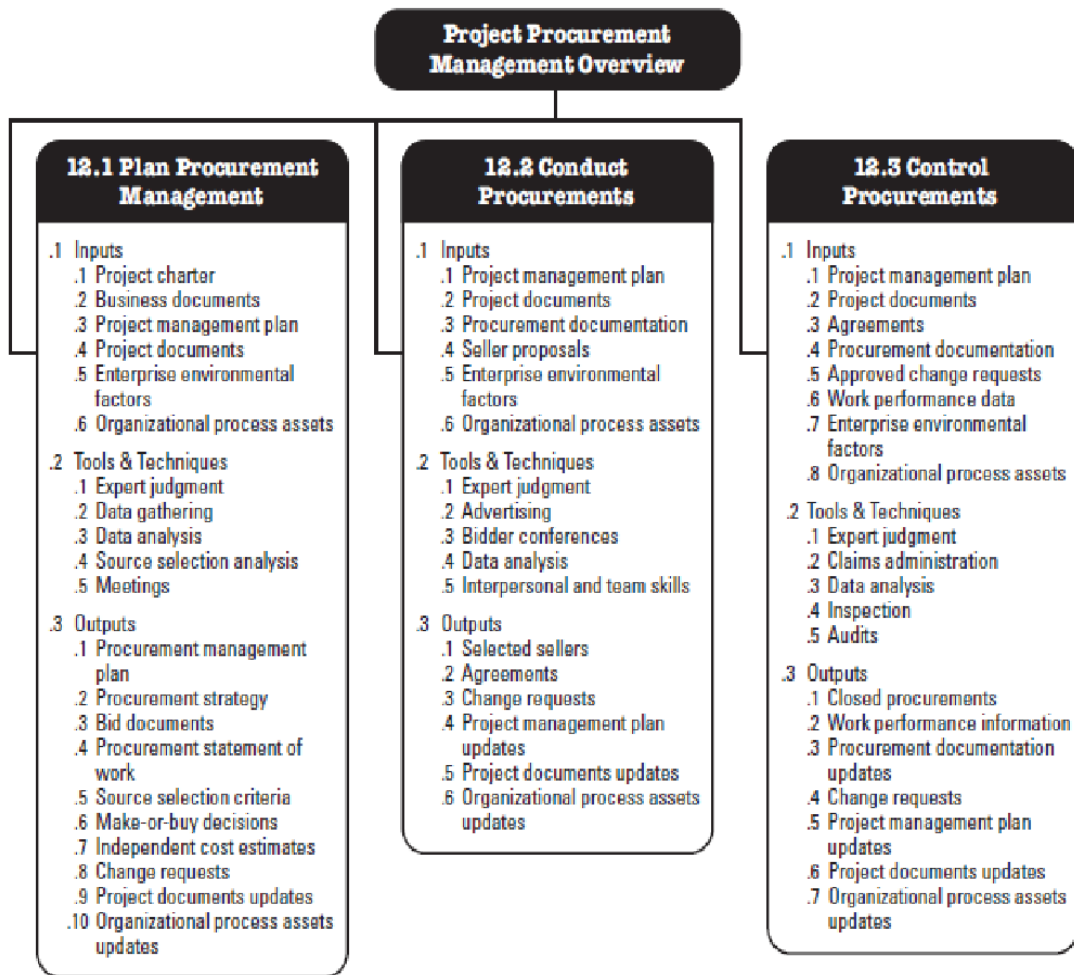 Project Procurement
Management Overview
12.1 Plan Procurement
Management
.1 Inputs
.1 Project charter
.2 Business documents
.3 Project management plan
.4 Project documents
.5 Enterprise environmental
factors
.6 Organizational process assets
.2 Tools & Techniques
.1 Expert judgment
.2 Data gathering
.3 Data analysis
.4 Source selection analysis
.5 Meetings
.3 Outputs
.1 Procurement management
plan
.2 Procurement strategy
.3 Bid documents
.4 Procurement statement of
work
.5 Source selection criteria
.6 Make-or-buy decisions
.7 Independent cost estimates
.8 Change requests
.9 Project documents updates
.10 Organizational process assets
updates
12.2 Conduct
Procurements
.1 Inputs
.1 Project management plan
.2 Project documents
.3 Procurement documentation
.4 Seller proposals
.5 Enterprise environmental
factors
.6 Organizational process assets
.2 Tools & Techniques
.1 Expert judgment
.2 Advertising
.3 Bidder conferences
.4 Data analysis
.5 Interpersonal and team skills
.3 Outputs
.1 Selected sellers
.2 Agreements
.3 Change requests
.4 Project management plan
updates
.5 Project documents updates
.6 Organizational process assets
updates
12.3 Control
Procurements
.1 Inputs
.1 Project management plan
.2 Project documents
.3 Agreements
.4 Procurement documentation
.5 Approved change requests
.6 Work performance data
.7 Enterprise environmental
factors
.8 Organizational process assets
.2 Tools & Techniques
.1 Expert judgment
.2 Claims administration
.3 Data analysis
.4 Inspection
.5 Audits
.3 Outputs
.1 Closed procurements
.2 Work performance information
.3 Procurement documentation
updates
.4 Change requests
.5 Project management plan
updates
.6 Project documents updates
.7 Organizational process assets
updates